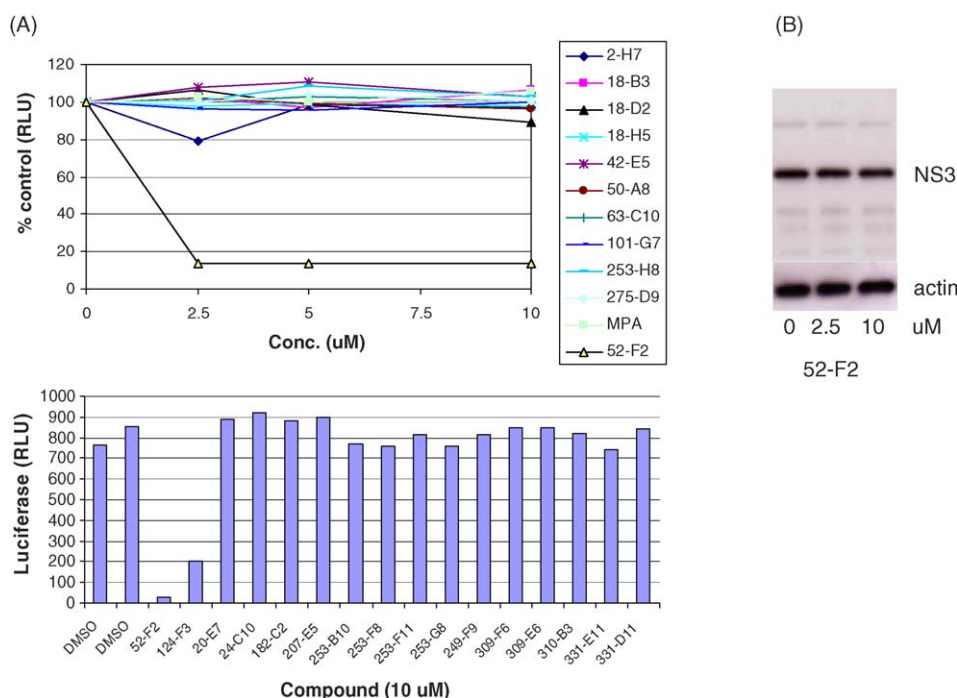 (A)
120
100
80
60
40
20
0
% control (RLU)
0 2.5 5 7.5 10
Conc. (uM)
2-H7
18-B3
18-D2
18-H5
42-E5
50-A8
63-C10
101-G7
253-H8
275-D9
MPA
52-F2
(B)
NS3
actin
0 2.5 10 uM
52-F2
1000
900
800
700
600
500
400
300
200
100
0
Luciferase (RLU)
DMSO DMSO 52-F2 124-F3 20-E7 24-C10 182-C2 207-E5 253-B10 253-F8 253-F11 253-G8 249-F9 309-F6 309-E6 310-B3 331-E11 331-D11
Compound (10 uM)